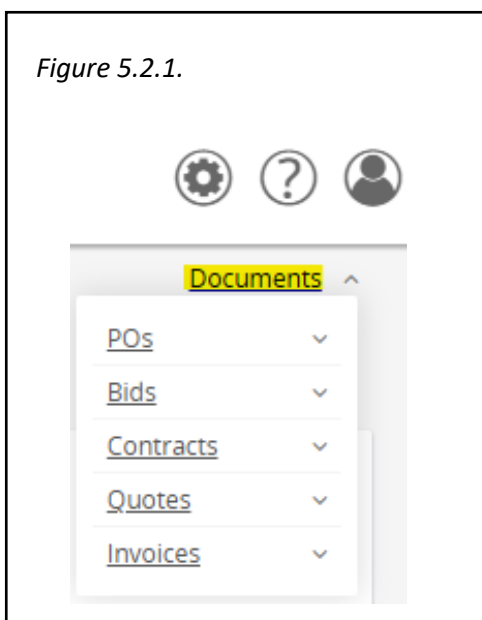 Figure 5.2.1.
?
Documents
POs
Bids
Contracts
Quotes
Invoices